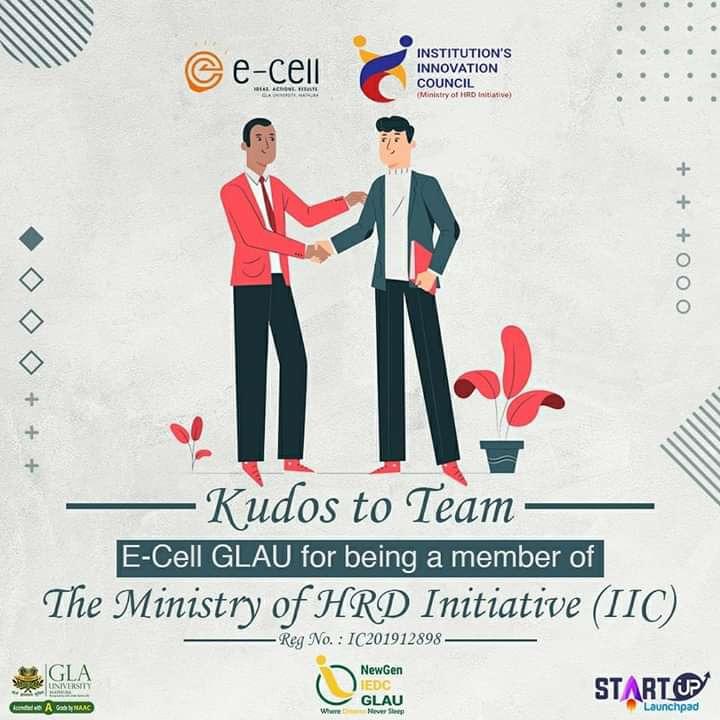 e-cell
IDEAS. ACTIONS. RESULTS.
GLA UNIVERSITY, MATHURA
INSTITUTION'S
INNOVATION
COUNCIL
(Ministry of HRD Initiative)
Kudos to Team
E-Cell GLAU for being a member of
The Ministry of HRD Initiative (IIC)
Reg No. : IC201912898
GLA
UNIVERSITY
MATHURA
Accredited with A Grade by NAAC
NewGen
IEDC
GLAU
Where Dreams Never Sleep
START UP
Launchpad